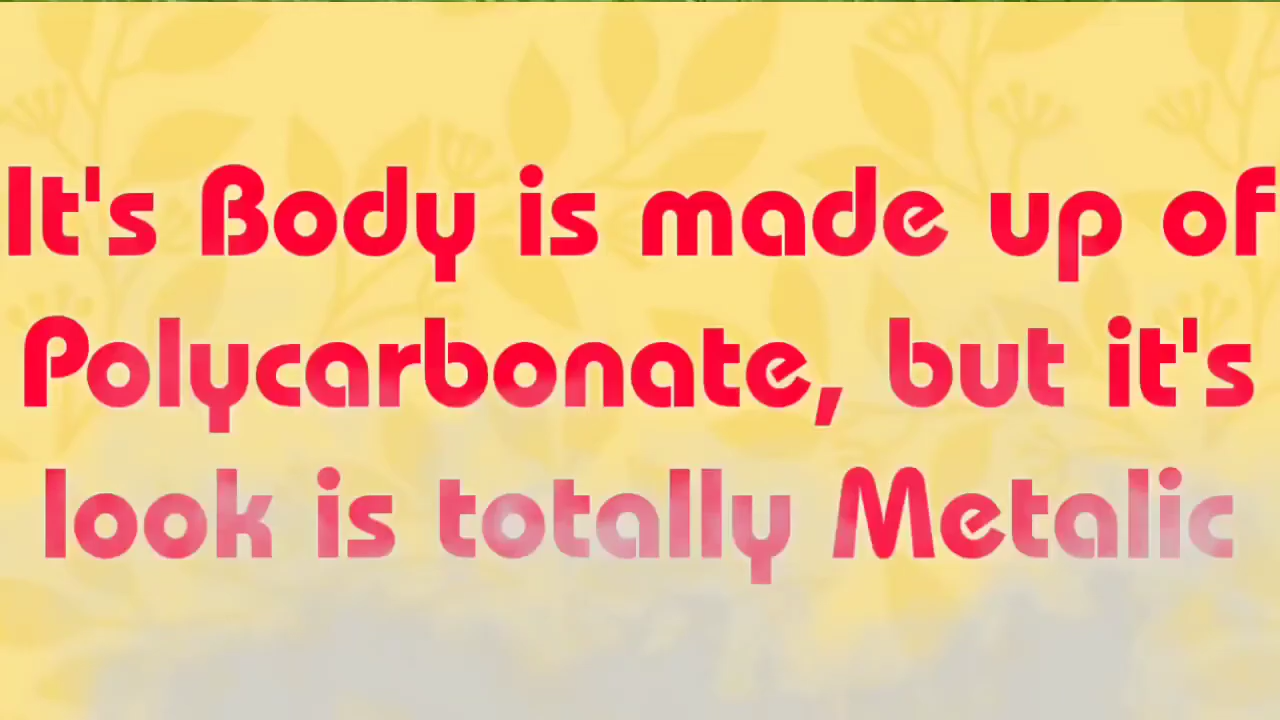 It's Body is made up of
Polycarbonate, but it's
look is totally Metalic